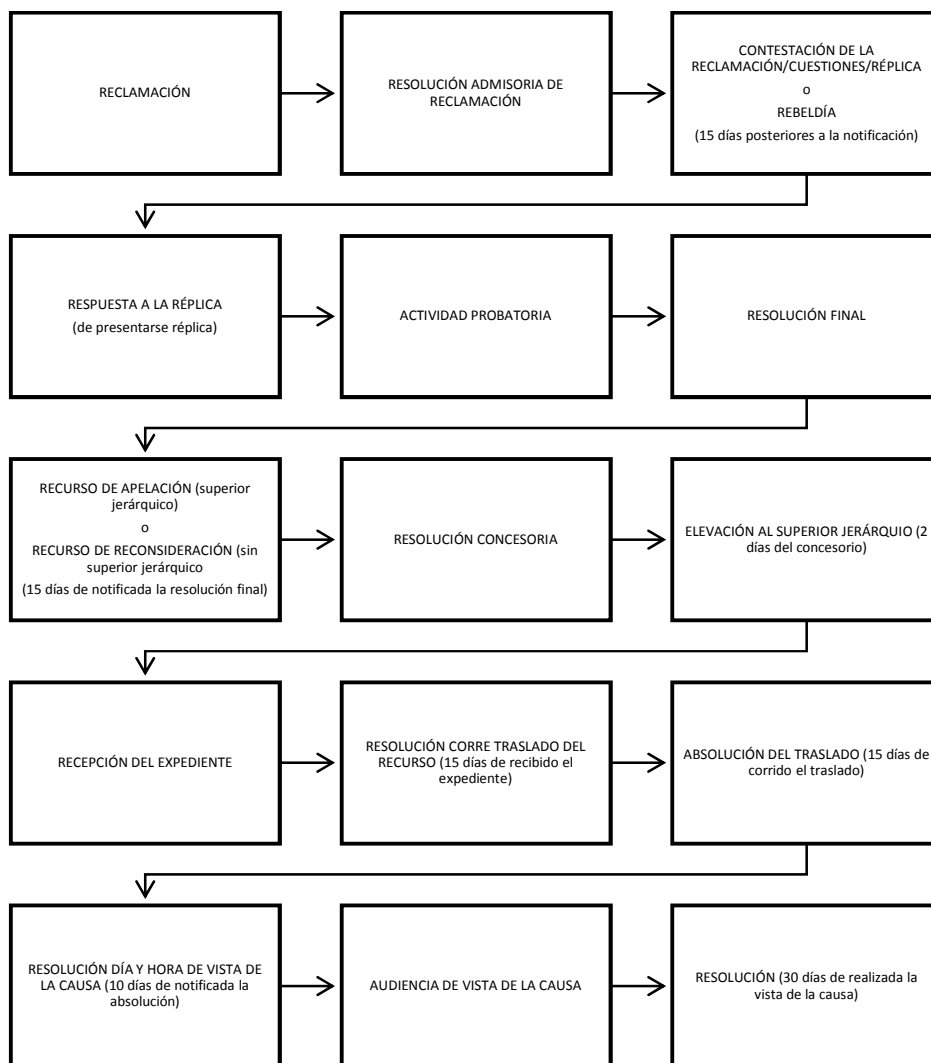 RECLAMACIÓN
RESOLUCIÓN ADMISORIA DE
RECLAMACIÓN
CONTESTACIÓN DE LA
RECLAMACIÓN/CUESTIONES/RÉPLICA
o
REBELDÍA
(15 días posteriores a la notificación)
RESPUESTA A LA RÉPLICA
(de presentarse réplica)
ACTIVIDAD PROBATORIA
RESOLUCIÓN FINAL
RECURSO DE APELACIÓN (superior
jerárquico)
o
RECURSO DE RECONSIDERACIÓN (sin
superior jerárquico
(15 días de notificada la resolución final)
RESOLUCIÓN CONCESORIA
ELEVACIÓN AL SUPERIOR JERÁRQUIO (2
días del concesorio)
RECEPCIÓN DEL EXPEDIENTE
RESOLUCIÓN CORRE TRASLADO DEL
RECURSO (15 días de recibido el
expediente)
ABSOLUCIÓN DEL TRASLADO (15 días de
corrido el traslado)
RESOLUCIÓN DÍA Y HORA DE VISTA DE
LA CAUSA (10 días de notificada la
absolución)
AUDIENCIA DE VISTA DE LA CAUSA
RESOLUCIÓN (30 días de realizada la
vista de la causa)